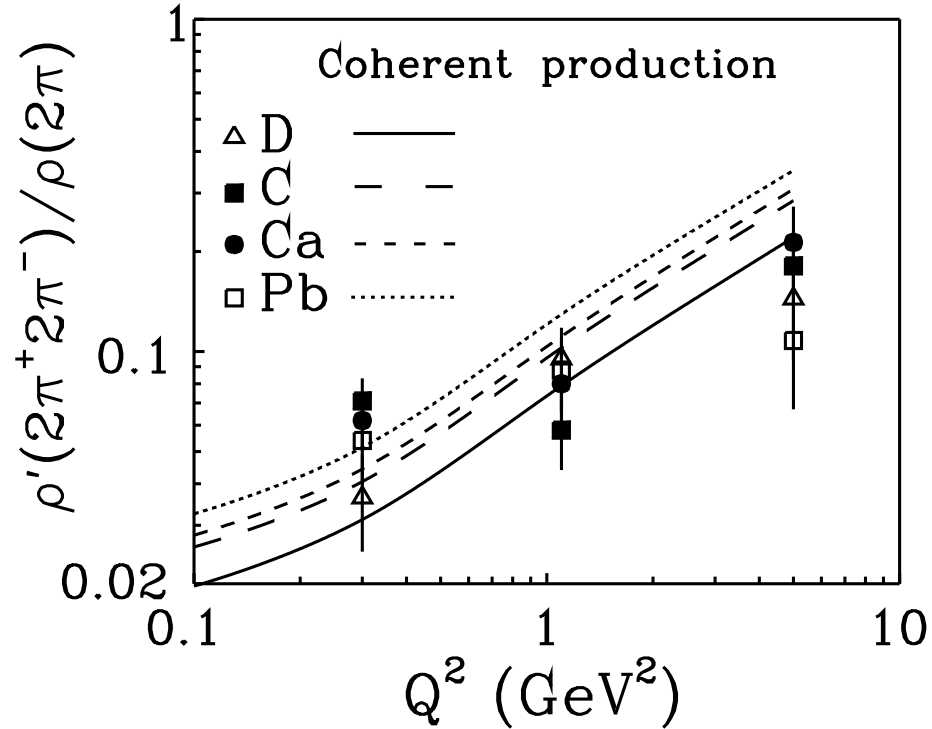 1
Coherent production
D
C
Ca
Pb
0.1
0.02
0.1 1 10
ρ′(2π⁺2π⁻)/ρ(2π)
Q² (GeV²)